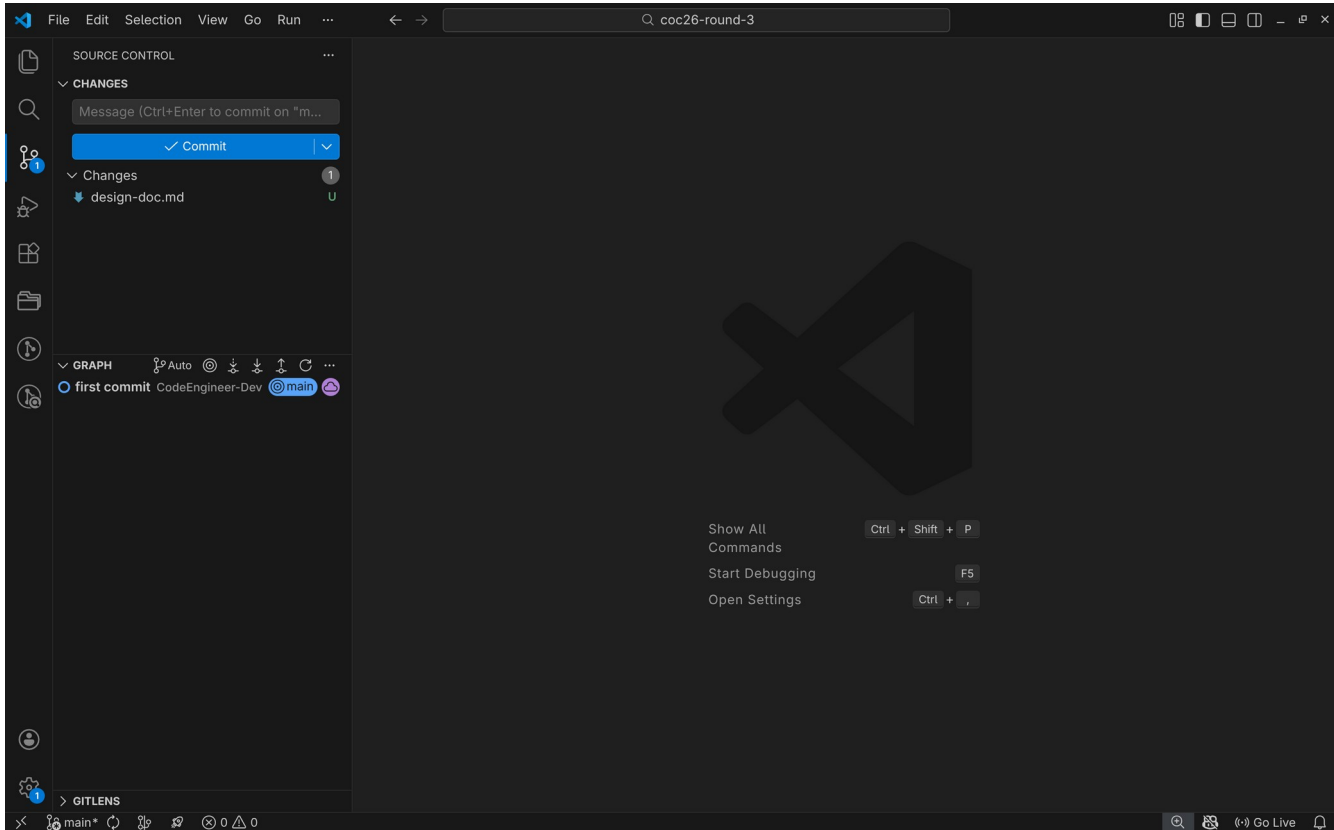 File Edit Selection View Go Run ···
coc26-round-3
SOURCE CONTROL
CHANGES
Message (Ctrl+Enter to commit on "m...
Commit
Changes 1
design-doc.md U
1
GRAPH Auto
first commit CodeEngineer-Dev main
Show All Commands Ctrl + Shift + P
Start Debugging F5
Open Settings Ctrl + ,
1
GITLENS
main* 0 0 Go Live